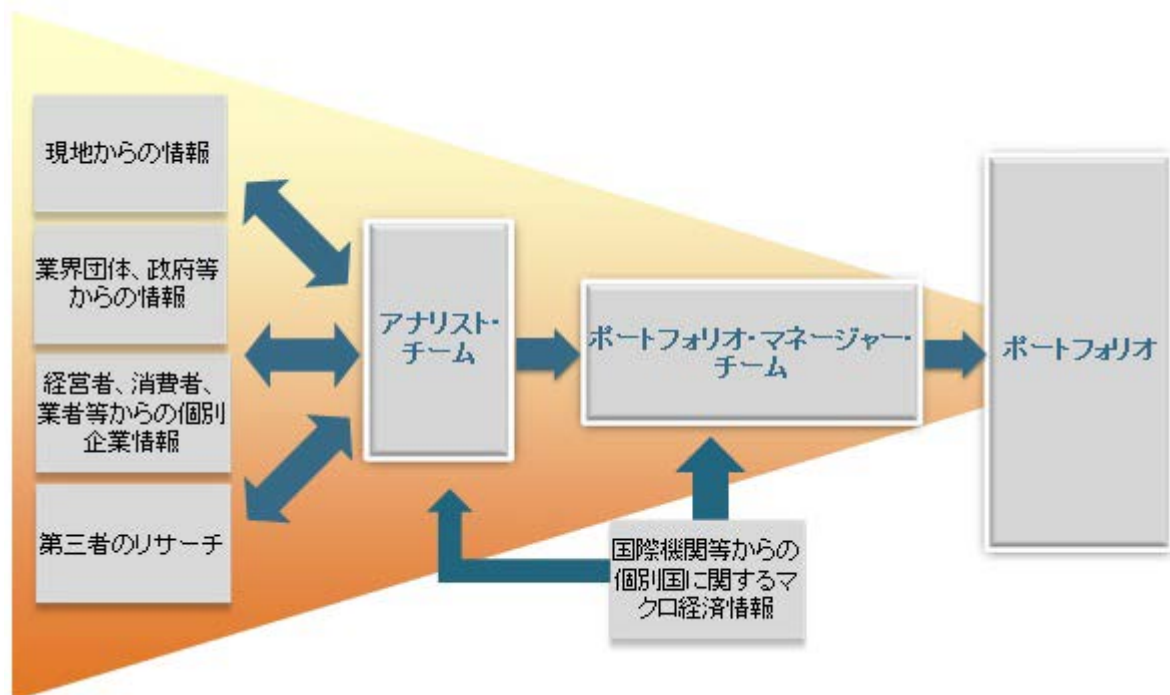 現地からの情報
業界団体、政府等
からの情報
経営者、消費者、
業者等からの個別
企業情報
第三者のリサーチ
アナリスト・
チーム
ポートフォリオ・マネージャー・
チーム
ポートフォリオ
国際機関等からの
個別国に関するマ
クロ経済情報